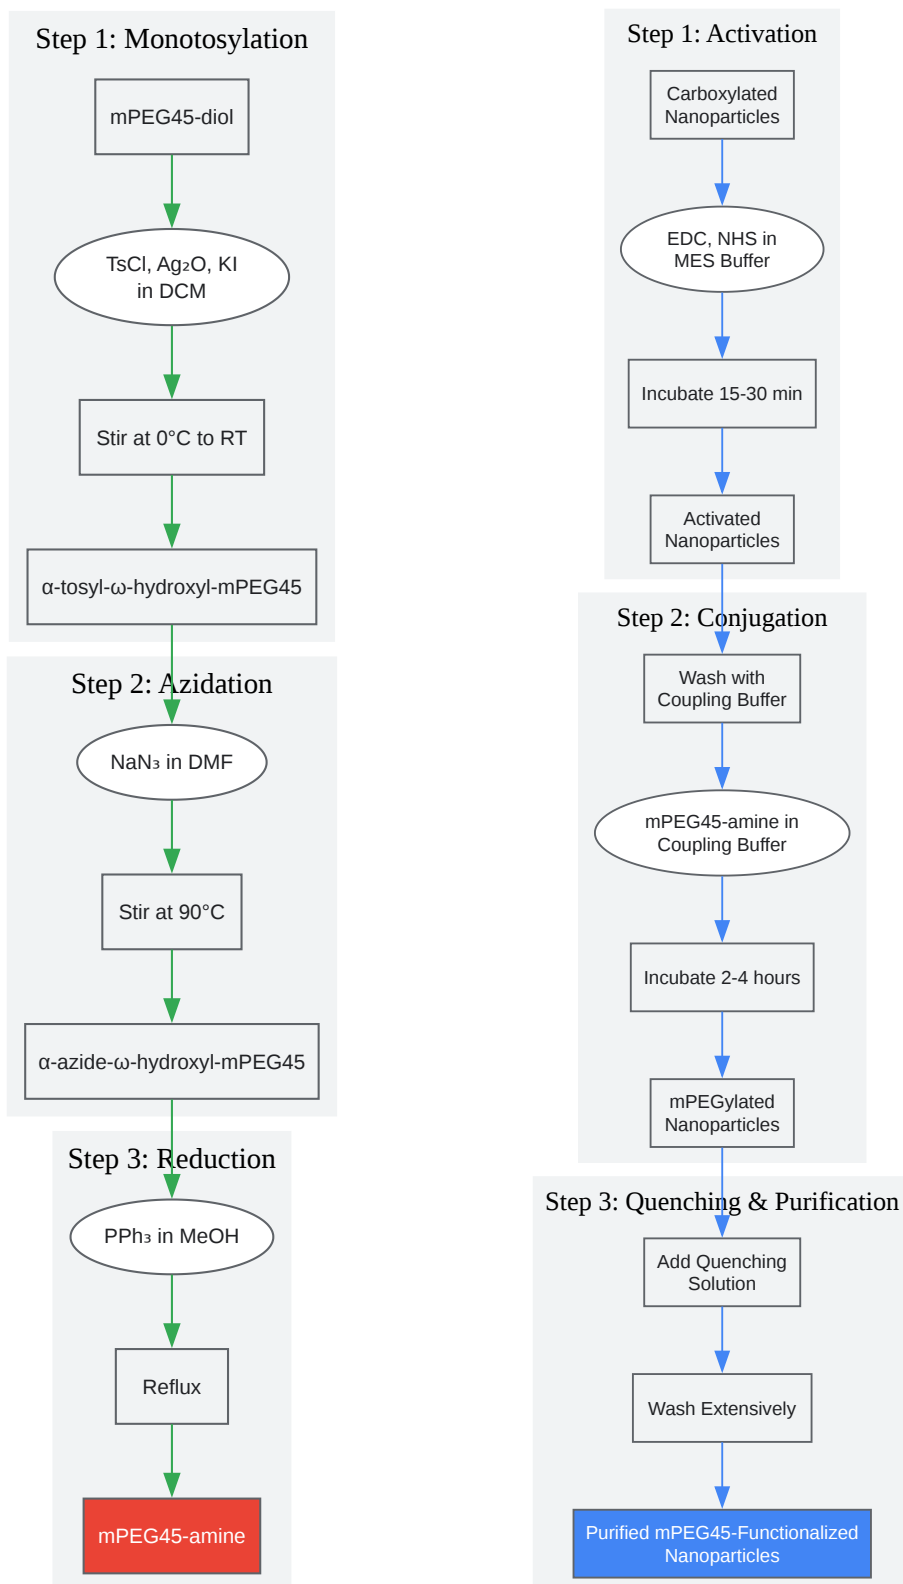 Step 1: Monotosylation
mPEG45-diol
TsCl, Ag₂O, KI
in DCM
Stir at 0°C to RT
α-tosyl-ω-hydroxyl-mPEG45
Step 2: Azidation
NaN₃ in DMF
Stir at 90°C
α-azide-ω-hydroxyl-mPEG45
Step 3: Reduction
PPh₃ in MeOH
Reflux
mPEG45-amine
Step 1: Activation
Carboxylated
Nanoparticles
EDC, NHS in
MES Buffer
Incubate 15-30 min
Activated
Nanoparticles
Step 2: Conjugation
Wash with
Coupling Buffer
mPEG45-amine in
Coupling Buffer
Incubate 2-4 hours
mPEGylated
Nanoparticles
Step 3: Quenching & Purification
Add Quenching
Solution
Wash Extensively
Purified mPEG45-Functionalized
Nanoparticles